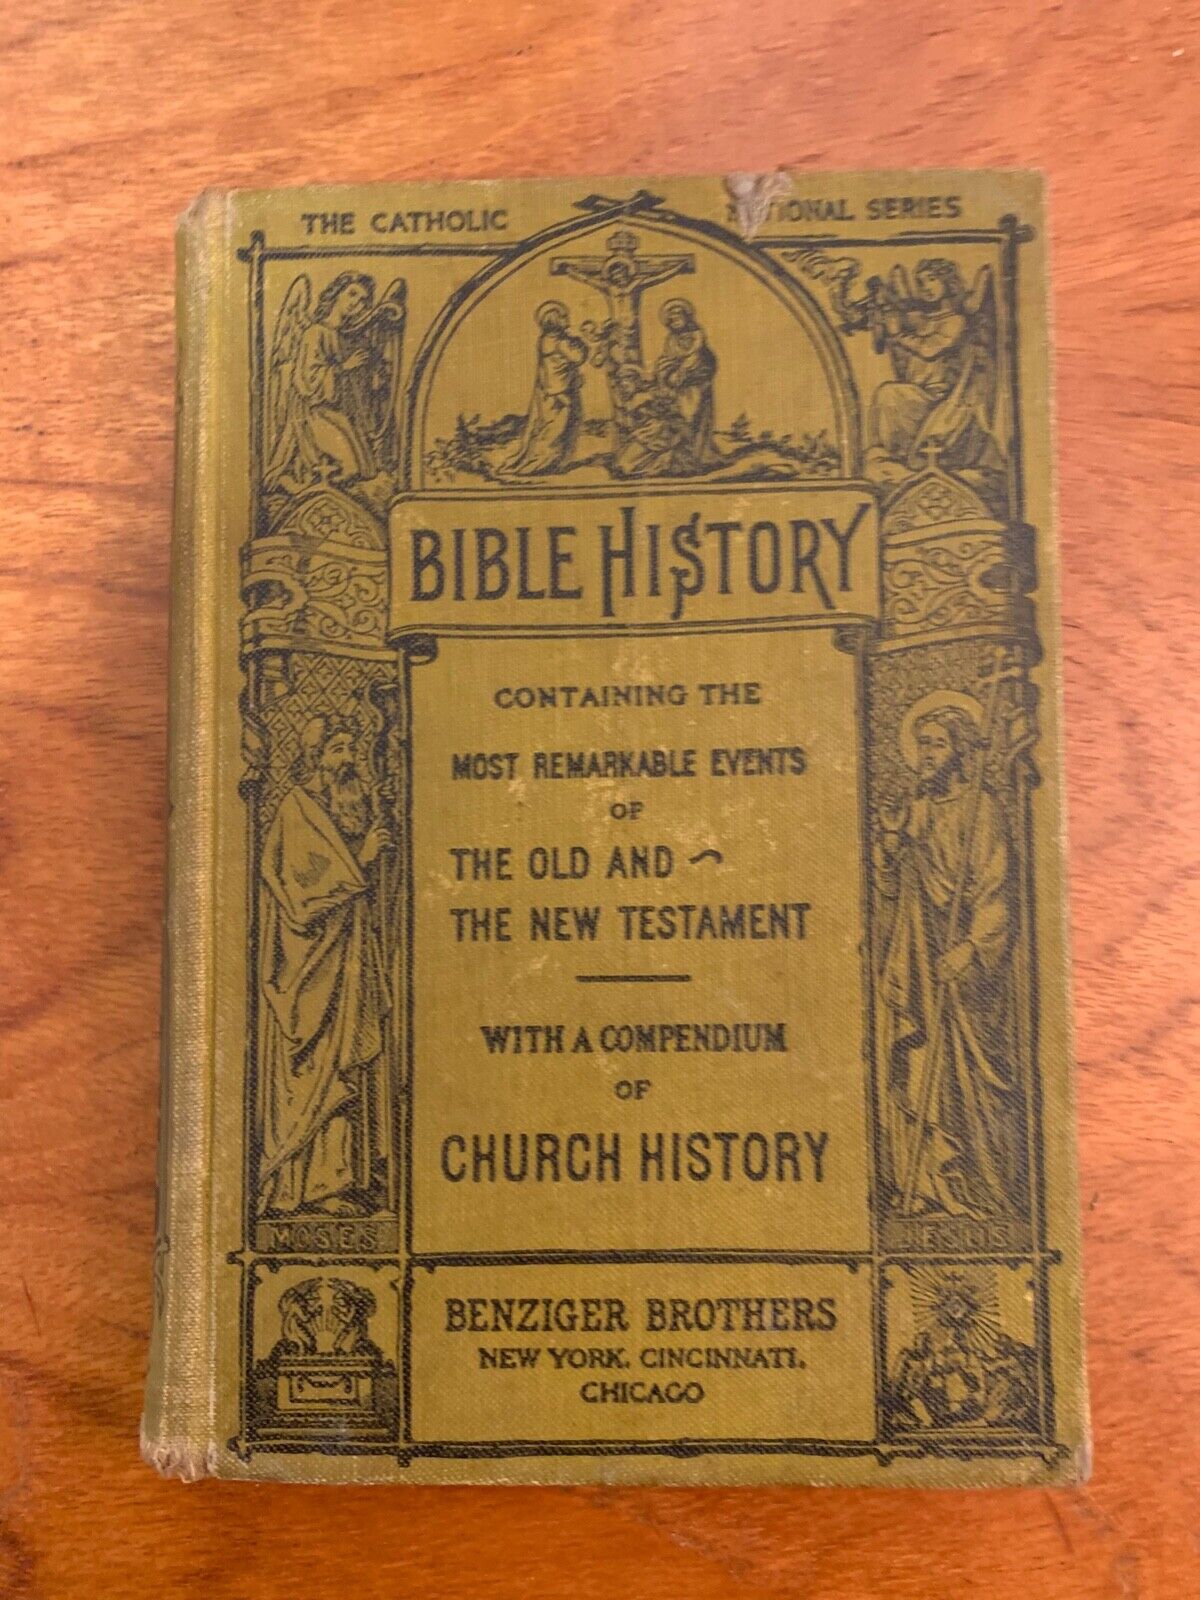 THE CATHOLIC NATIONAL SERIES
BIBLE HISTORY
CONTAINING THE
MOST REMARKABLE EVENTS
OF
THE OLD AND
THE NEW TESTAMENT
WITH A COMPENDIUM
OF
CHURCH HISTORY
MOSES
JESUS
BENZIGER BROTHERS
NEW YORK, CINCINNATI,
CHICAGO